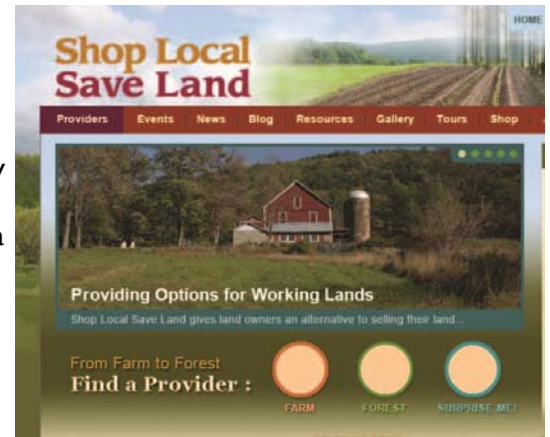 HOME
Shop Local
Save Land
Providers Events News Blog Resources Gallery Tours Shop
y
a
Providing Options for Working Lands
Shop Local Save Land gives land owners an alternative to selling their land...
From Farm to Forest
Find a Provider :
FARM FOREST SURPRISE ME!